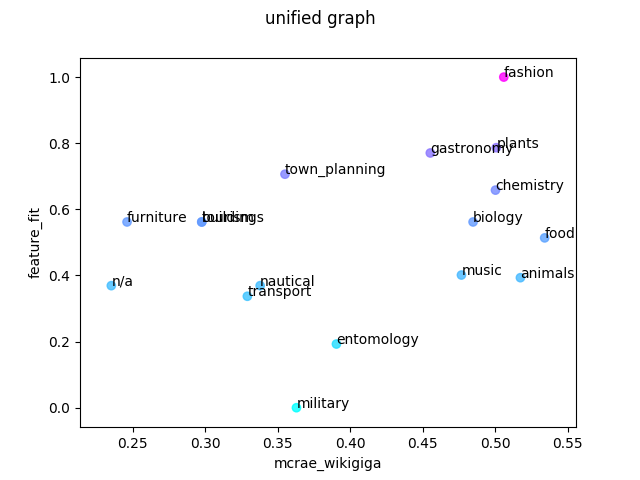 unified graph
1.0
0.8
0.6
0.4
0.2
0.0
feature_fit
fashion
plants
gastronomy
town_planning
chemistry
furniture
buildings
tourism
biology
food
music
animals
n/a
nautical
transport
entomology
military
0.25 0.30 0.35 0.40 0.45 0.50 0.55
mcrae_wikigiga